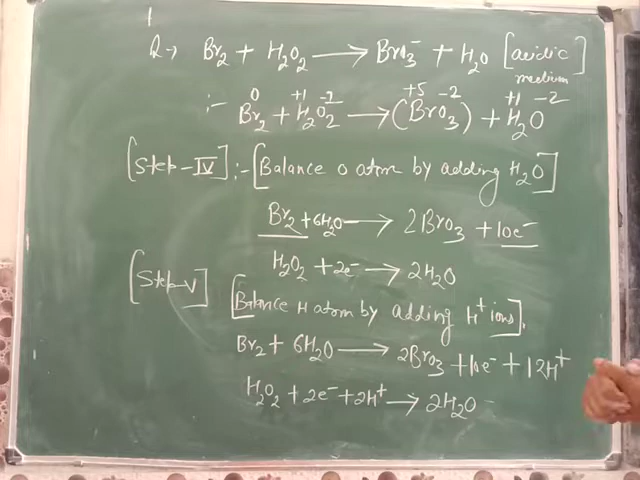 1
Q→ Br2 + H2O2 → BrO3⁻ + H2O [acidic medium]
0 +1 -2 +5 -2 +1 -2
:- Br2 + H2O2 → (BrO3⁻) + H2O
[Step-IV] :- [Balance O atom by adding H2O]
Br2 + 6H2O → 2BrO3 + 10e⁻
H2O2 + 2e⁻ → 2H2O
[Step-V] [Balance H atom by adding H⁺ ions].
Br2 + 6H2O → 2BrO3⁻ + 10e⁻ + 12H⁺
H2O2 + 2e⁻ + 2H⁺ → 2H2O